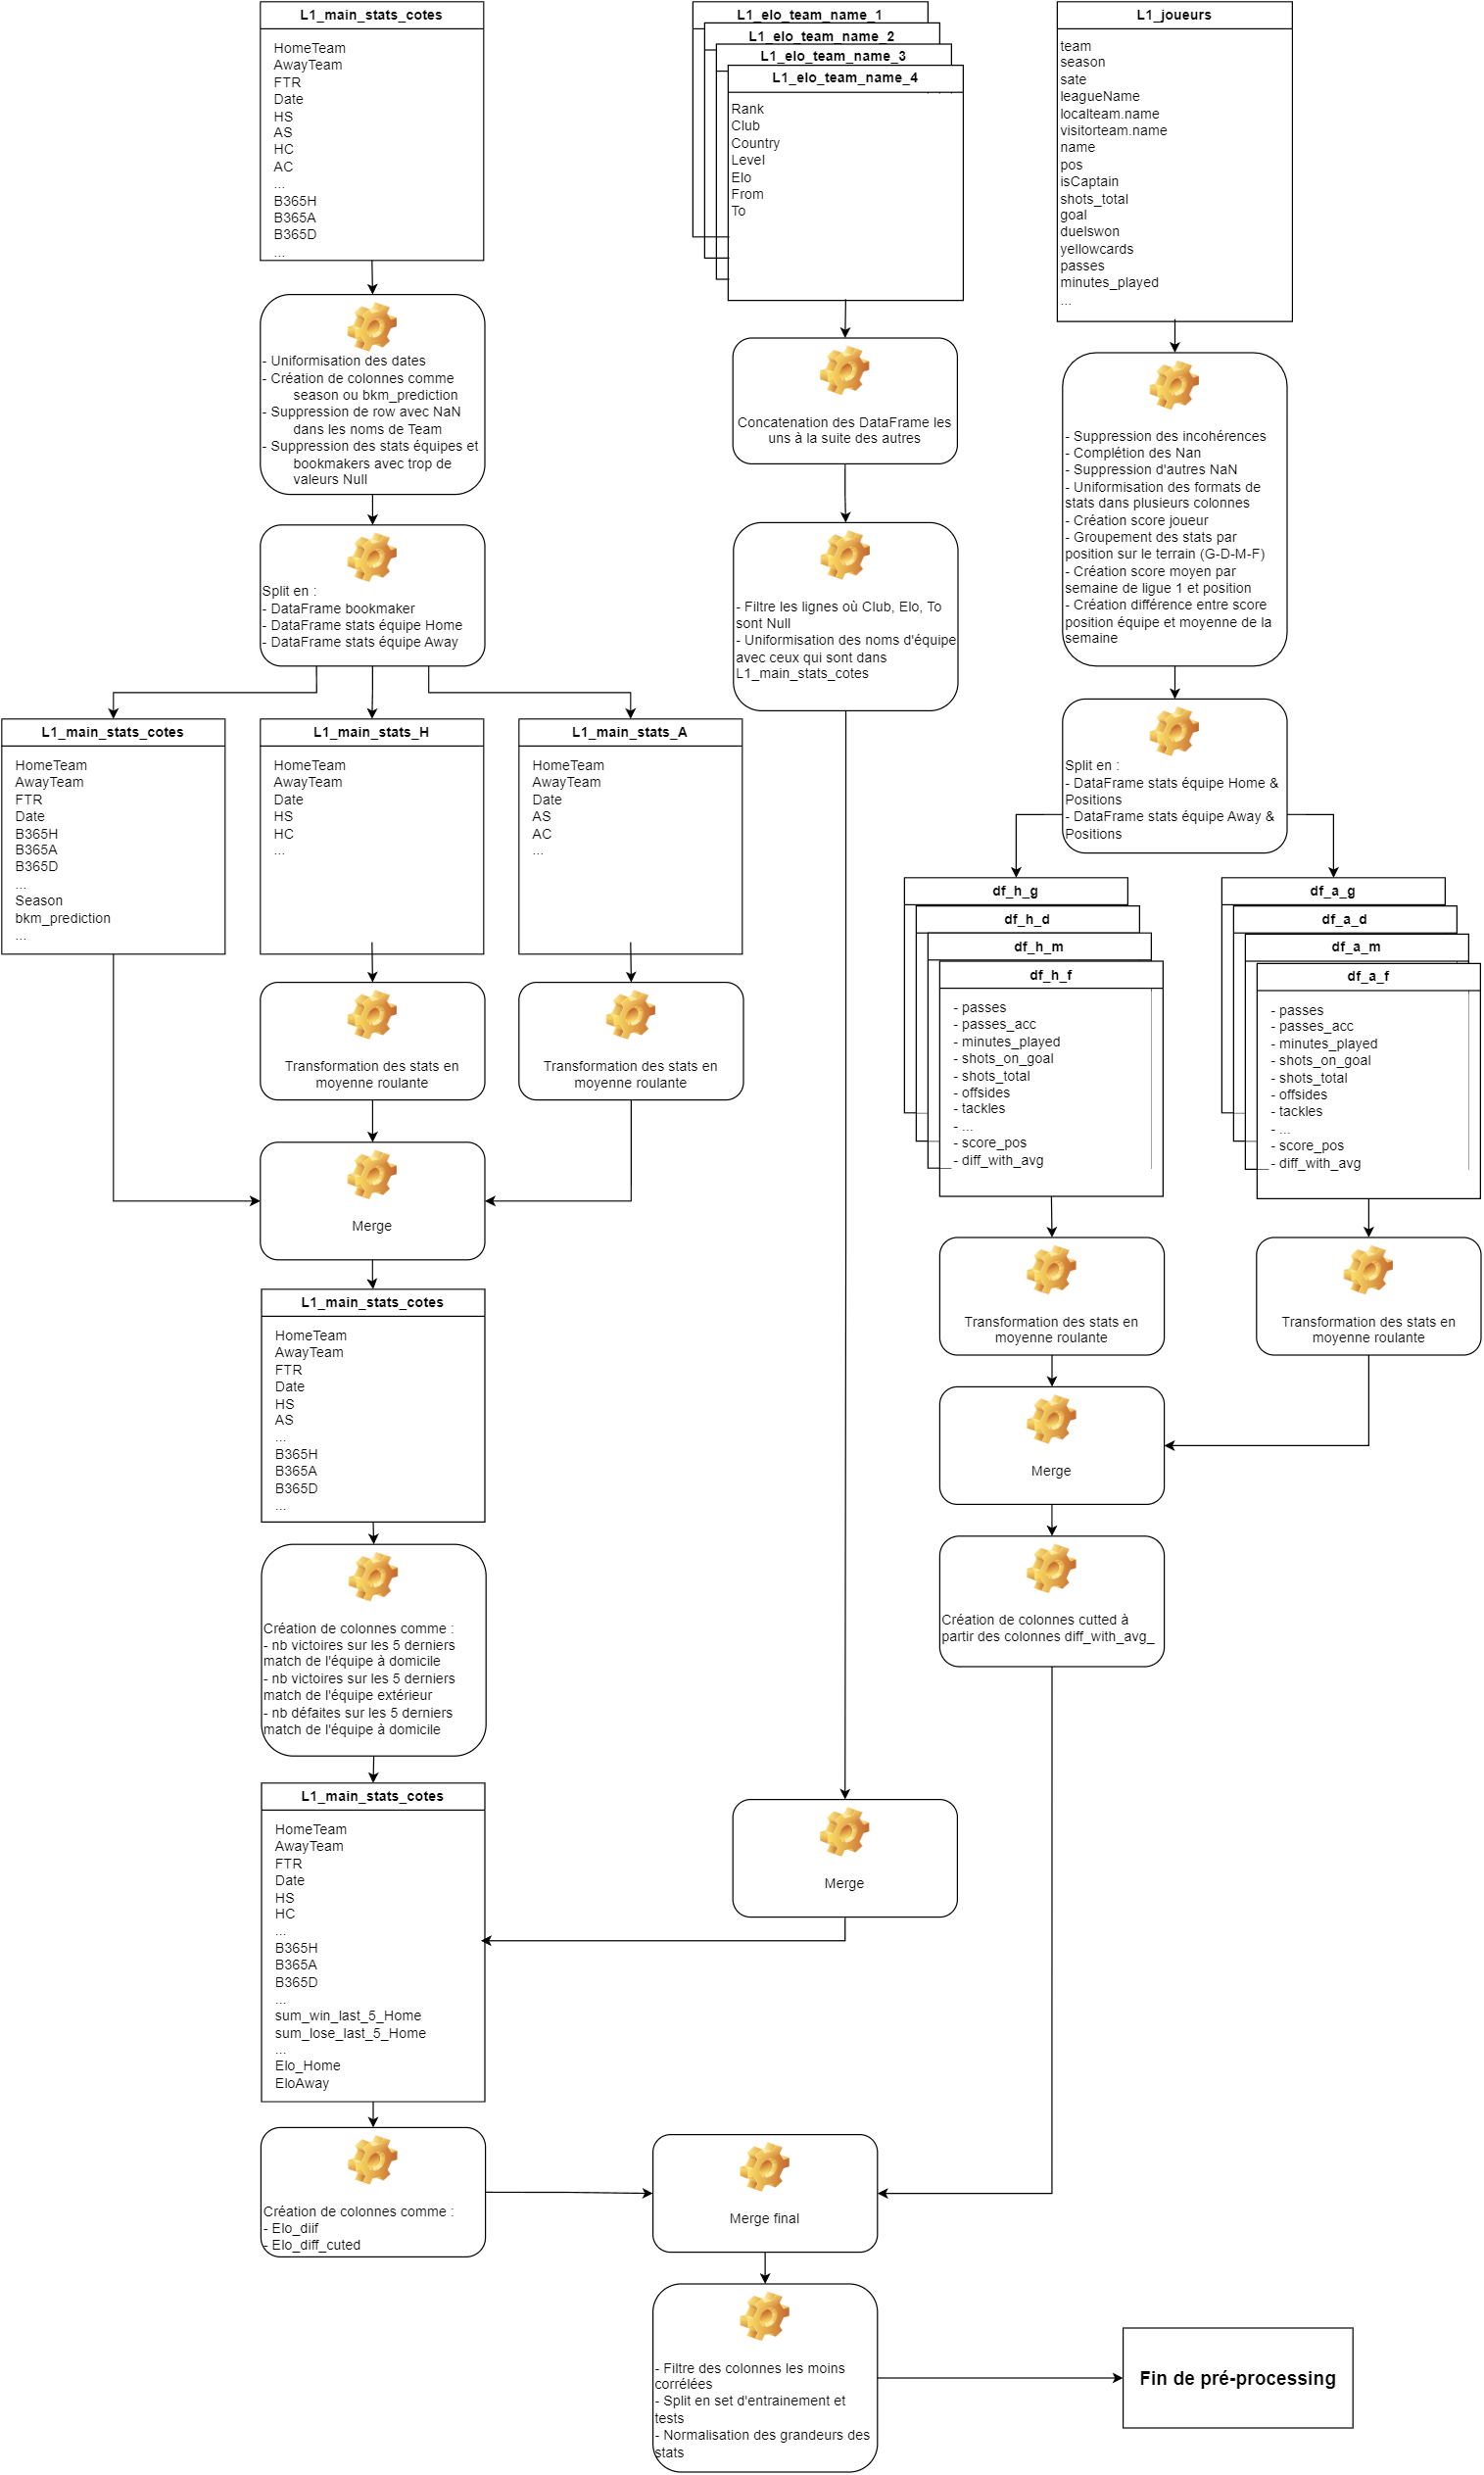 L1_main_stats_cotes
HomeTeam
AwayTeam
FTR
Date
HS
AS
HC
AC
...
B365H
B365A
B365D
...
L1_elo_team_name_1
L1_elo_team_name_2
L1_elo_team_name_3
L1_elo_team_name_4
Rank
Club
Country
Level
Elo
From
To
L1_joueurs
team
season
sate
leagueName
localteam.name
visitorteam.name
name
pos
isCaptain
shots_total
goal
duelswon
yellowcards
passes
minutes_played
...
- Uniformisation des dates
- Création de colonnes comme
season ou bkm_prediction
- Suppression de row avec NaN
dans les noms de Team
- Suppression des stats équipes et
bookmakers avec trop de
valeurs Null
Concatenation des DataFrame les
uns à la suite des autres
- Suppression des incohérences
- Complétion des Nan
- Suppression d'autres NaN
- Uniformisation des formats de
stats dans plusieurs colonnes
- Création score joueur
- Groupement des stats par
position sur le terrain (G-D-M-F)
- Création score moyen par
semaine de ligue 1 et position
- Création différence entre score
position équipe et moyenne de la
semaine
Split en :
- DataFrame bookmaker
- DataFrame stats équipe Home
- DataFrame stats équipe Away
- Filtre les lignes où Club, Elo, To
sont Null
- Uniformisation des noms d'équipe
avec ceux qui sont dans
L1_main_stats_cotes
L1_main_stats_cotes
HomeTeam
AwayTeam
FTR
Date
B365H
B365A
B365D
...
Season
bkm_prediction
...
L1_main_stats_H
HomeTeam
AwayTeam
Date
HS
HC
...
L1_main_stats_A
HomeTeam
AwayTeam
Date
AS
AC
...
Split en :
- DataFrame stats équipe Home &
Positions
- DataFrame stats équipe Away &
Positions
df_h_g
df_h_d
df_h_m
df_h_f
- passes
- passes_acc
- minutes_played
- shots_on_goal
- shots_total
- offsides
- tackles
- ...
- score_pos
- diff_with_avg
df_a_g
df_a_d
df_a_m
df_a_f
- passes
- passes_acc
- minutes_played
- shots_on_goal
- shots_total
- offsides
- tackles
- ...
- score_pos
- diff_with_avg
Transformation des stats en
moyenne roulante
Transformation des stats en
moyenne roulante
Merge
Transformation des stats en
moyenne roulante
Transformation des stats en
moyenne roulante
L1_main_stats_cotes
HomeTeam
AwayTeam
FTR
Date
HS
AS
...
B365H
B365A
B365D
...
Merge
Création de colonnes comme :
- nb victoires sur les 5 derniers
match de l'équipe à domicile
- nb victoires sur les 5 derniers
match de l'équipe extérieur
- nb défaites sur les 5 derniers
match de l'équipe à domicile
Création de colonnes cutted à
partir des colonnes diff_with_avg_
L1_main_stats_cotes
HomeTeam
AwayTeam
FTR
Date
HS
HC
...
B365H
B365A
B365D
...
sum_win_last_5_Home
sum_lose_last_5_Home
...
Elo_Home
EloAway
Merge
Création de colonnes comme :
- Elo_diif
- Elo_diff_cuted
Merge final
- Filtre des colonnes les moins
corrélées
- Split en set d'entrainement et
tests
- Normalisation des grandeurs des
stats
Fin de pré-processing